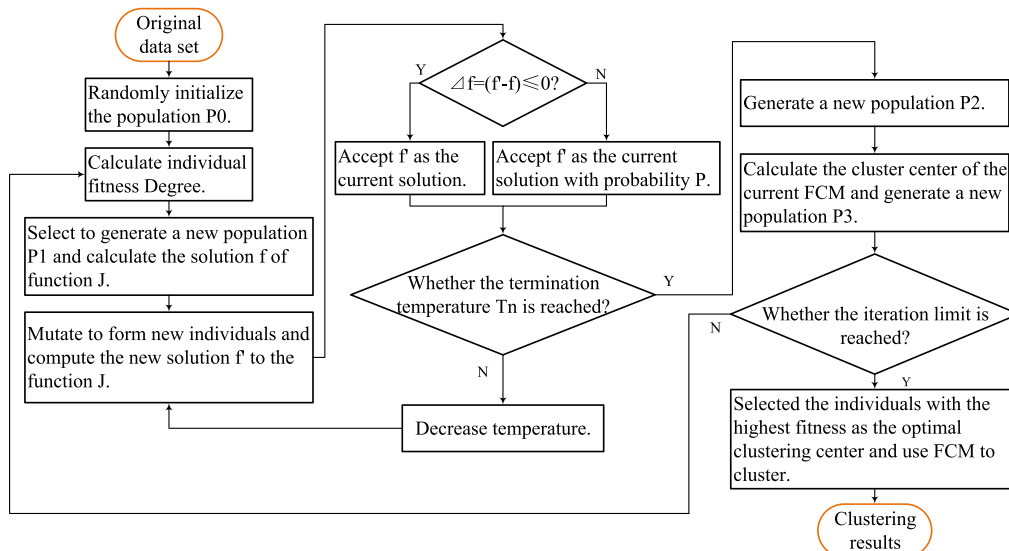 Original
data set
Randomly initialize
the population P0.
Calculate individual
fitness Degree.
Select to generate a new population
P1 and calculate the solution f of
function J.
Mutate to form new individuals and
compute the new solution f' to the
function J.
⊿f=(f'-f)≤0?
Y
N
Accept f' as the
current solution.
Accept f' as the current
solution with probability P.
Whether the termination
temperature Tn is reached?
Y
N
Decrease temperature.
Generate a new population P2.
Calculate the cluster center of the
current FCM and generate a new
population P3.
Whether the iteration limit is
reached?
N
Y
Selected the individuals with the
highest fitness as the optimal
clustering center and use FCM to
cluster.
Clustering
results